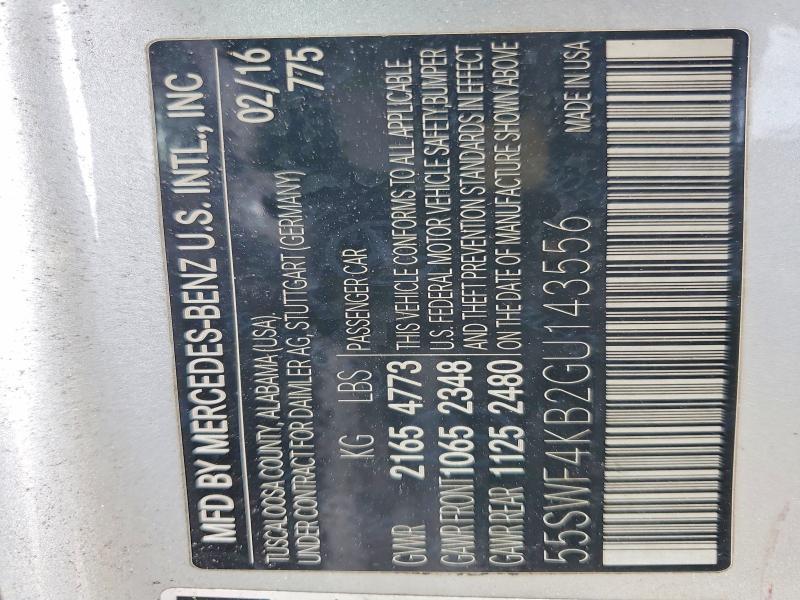 MFD BY MERCEDES-BENZ U.S. INTL., INC
TUSCALOOSA COUNTY, ALABAMA (USA). 02/16
UNDER CONTRACT FOR DAIMLER AG, STUTTGART (GERMANY) 775
KG LBS PASSENGER CAR
GVWR 2165 4773 THIS VEHICLE CONFORMS TO ALL APPLICABLE
GAWR FRONT 1065 2348 U.S. FEDERAL MOTOR VEHICLE SAFETY BUMPER
GAWR REAR 1125 2480 AND THEFT PREVENTION STANDARDS IN EFFECT
ON THE DATE OF MANUFACTURE SHOWN ABOVE
55SWF4KB2GU143556 MADE IN USA